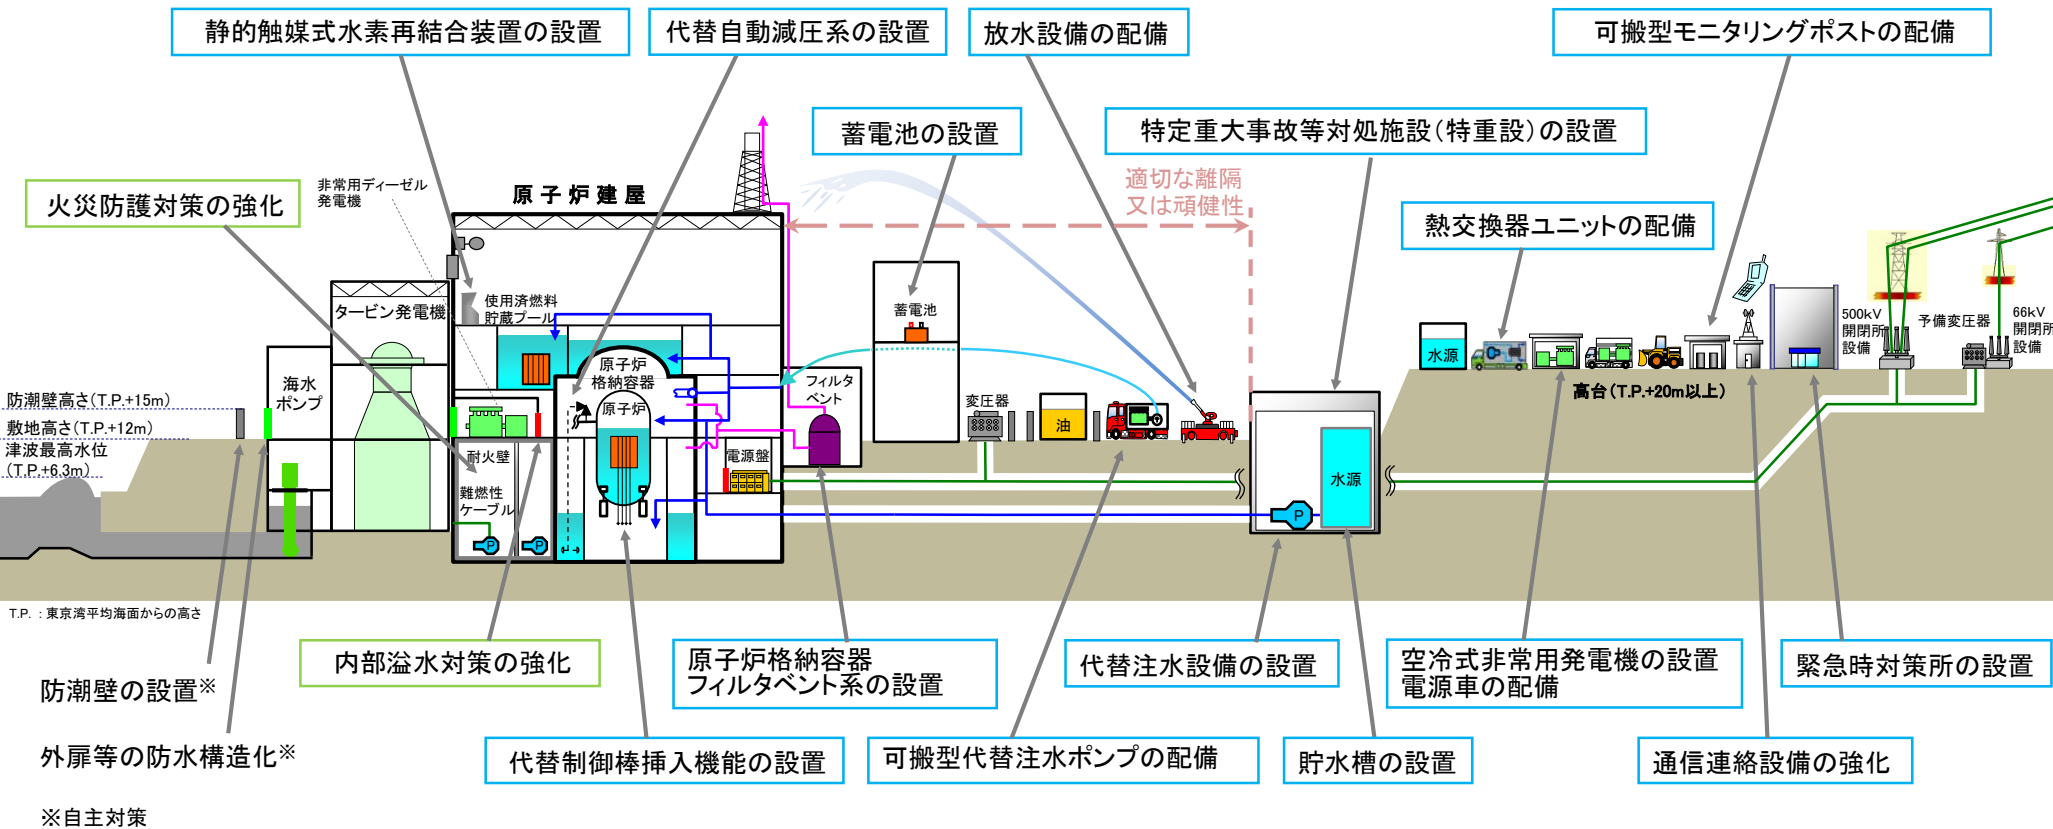 静的触媒式水素再結合装置の設置
代替自動減圧系の設置
放水設備の配備
可搬型モニタリングポストの配備
蓄電池の設置
特定重大事故等対処施設(特重設)の設置
火災防護対策の強化
非常用ディーゼル
発電機
原子炉建屋
適切な離隔
又は頑健性
熱交換器ユニットの配備
タービン発電機
使用済燃料
貯蔵プール
蓄電池
500kV
開閉所
設備
予備変圧器
66kV
開閉所
設備
水源
海水
ポンプ
原子炉
格納容器
原子炉
フィルタ
ベント
変圧器
油
高台(T.P.+20m以上)
防潮壁高さ(T.P.+15m)
敷地高さ(T.P.+12m)
津波最高水位
(T.P.+6.3m)
耐火壁
電源盤
難燃性
ケーブル
水源
P
P
P
T.P. :東京湾平均海面からの高さ
内部溢水対策の強化
原子炉格納容器
フィルタベント系の設置
代替注水設備の設置
空冷式非常用発電機の設置
電源車の配備
緊急時対策所の設置
防潮壁の設置※
外扉等の防水構造化※
代替制御棒挿入機能の設置
可搬型代替注水ポンプの配備
貯水槽の設置
通信連絡設備の強化
※自主対策